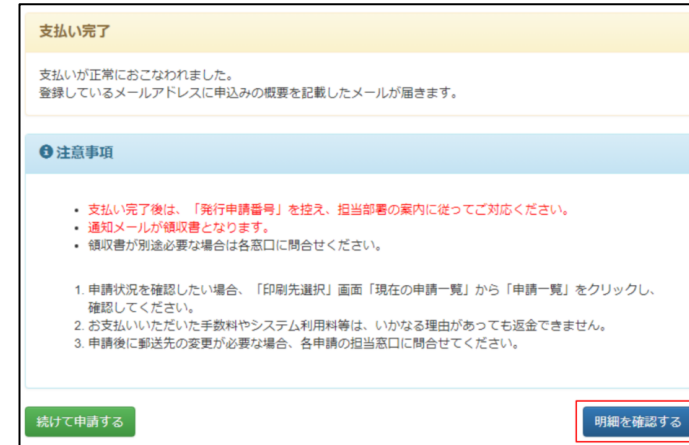 支払い完了
支払いが正常におこなわれました。
登録しているメールアドレスに申込みの概要を記載したメールが届きます。
注意事項
• 支払い完了後は、「発行申請番号」を控え、担当部署の案内に従ってご対応ください。
• 通知メールが領収書となります。
• 領収書が別途必要な場合は各窓口に問合せください。
1. 申請状況を確認したい場合、「印刷先選択」画面「現在の申請一覧」から「申請一覧」をクリックし、
確認してください。
2. お支払いいただいた手数料やシステム利用料等は、いかなる理由があっても返金できません。
3. 申請後に郵送先の変更が必要な場合、各申請の担当窓口に問合せてください。
続けて申請する
明細を確認する